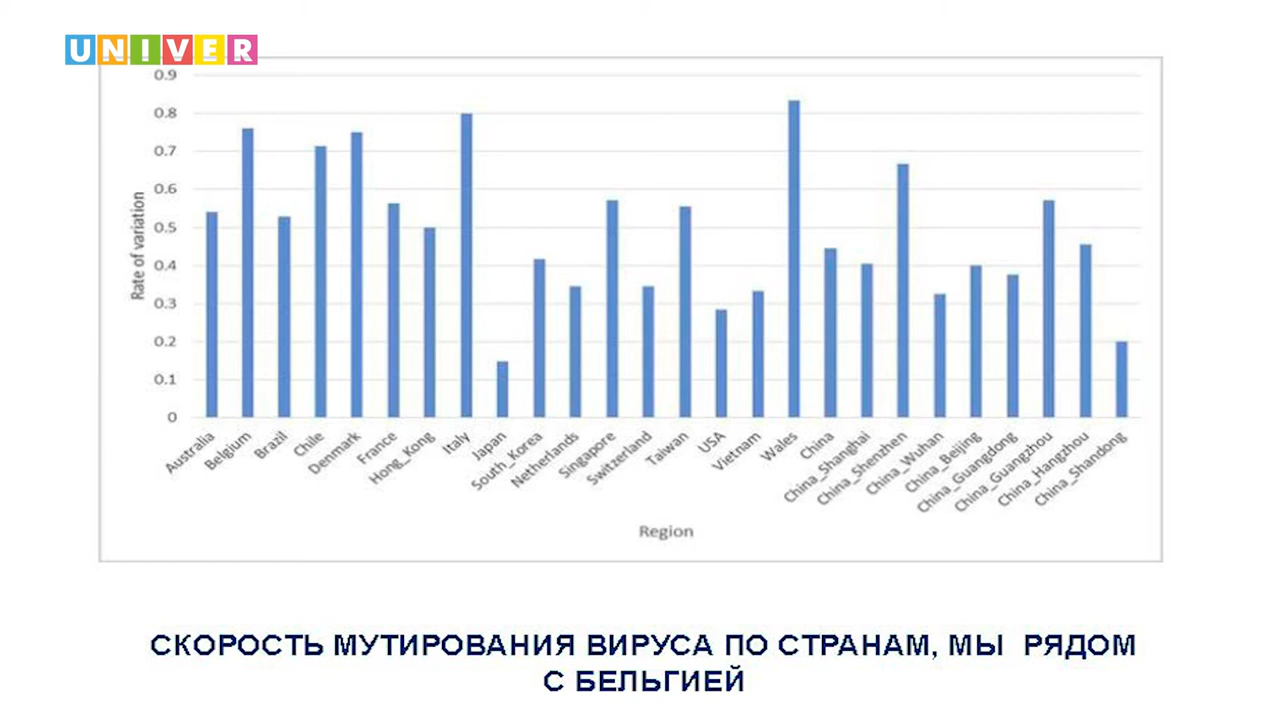 UNIVER
0.9
0.8
0.7
0.6
0.5
0.4
0.3
0.2
0.1
0
Rate of variation
Australia
Belgium
Brazil
Chile
Denmark
France
Hong_Kong
Italy
Japan
South_Korea
Netherlands
Singapore
Switzerland
Taiwan
USA
Vietnam
Wales
China
China_Shanghai
China_Shenzhen
China_Wuhan
China_Beijing
China_Guangdong
China_Guangzhou
China_Hangzhou
China_Shandong
Region
СКОРОСТЬ МУТИРОВАНИЯ ВИРУСА ПО СТРАНАМ, МЫ РЯДОМ
С БЕЛЬГИЕЙ